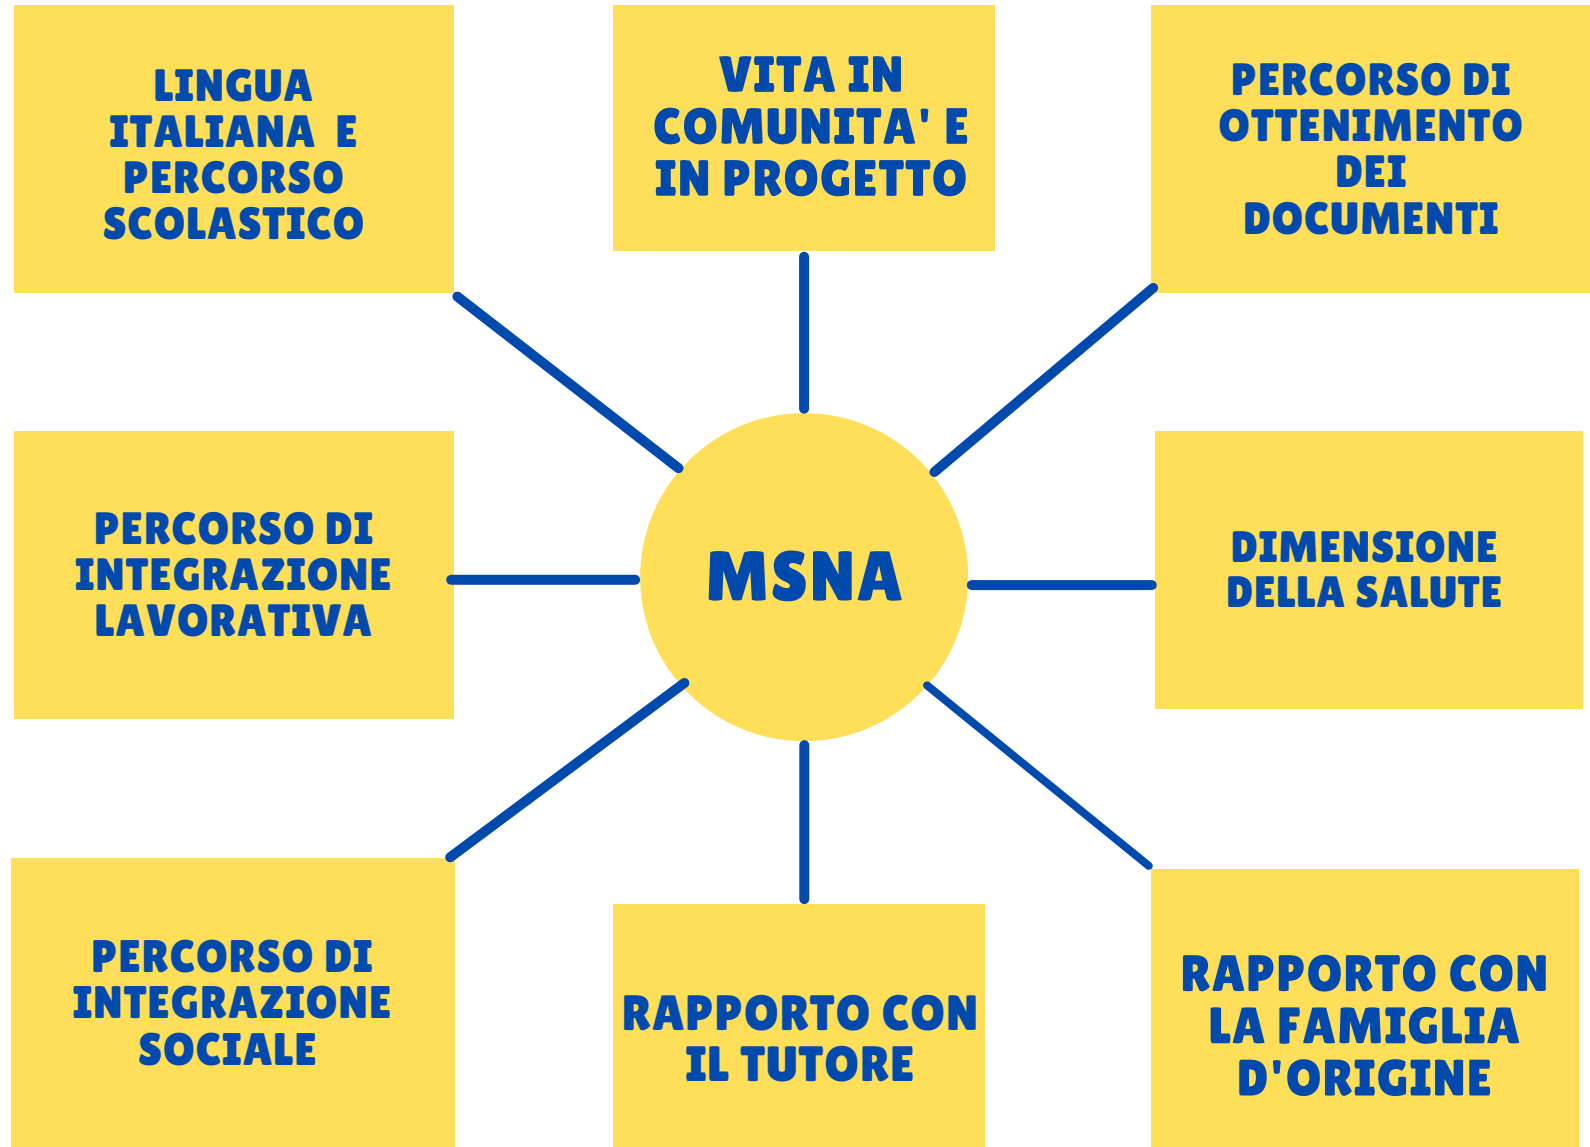 LINGUA
ITALIANA E
PERCORSO
SCOLASTICO
VITA IN
COMUNITA' E
IN PROGETTO
PERCORSO DI
OTTENIMENTO
DEI
DOCUMENTI
PERCORSO DI
INTEGRAZIONE
LAVORATIVA
MSNA
DIMENSIONE
DELLA SALUTE
PERCORSO DI
INTEGRAZIONE
SOCIALE
RAPPORTO CON
IL TUTORE
RAPPORTO CON
LA FAMIGLIA
D'ORIGINE